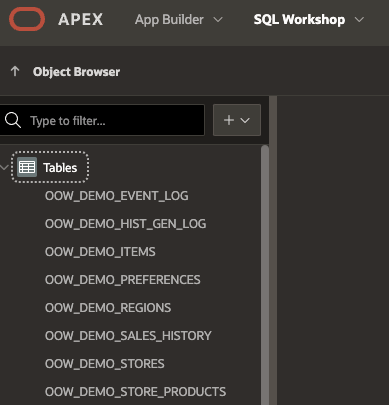 APEX App Builder SQL Workshop
Object Browser
Type to filter...
Tables
OOW_DEMO_EVENT_LOG
OOW_DEMO_HIST_GEN_LOG
OOW_DEMO_ITEMS
OOW_DEMO_PREFERENCES
OOW_DEMO_REGIONS
OOW_DEMO_SALES_HISTORY
OOW_DEMO_STORES
OOW_DEMO_STORE_PRODUCTS